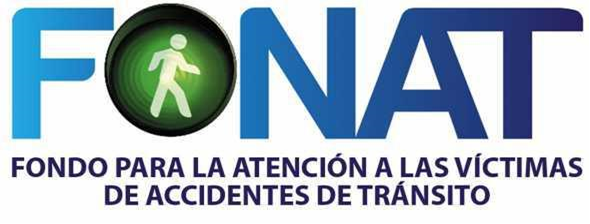 FONAT
FONDO PARA LA ATENCIÓN A LAS VÍCTIMAS
DE ACCIDENTES DE TRÁNSITO